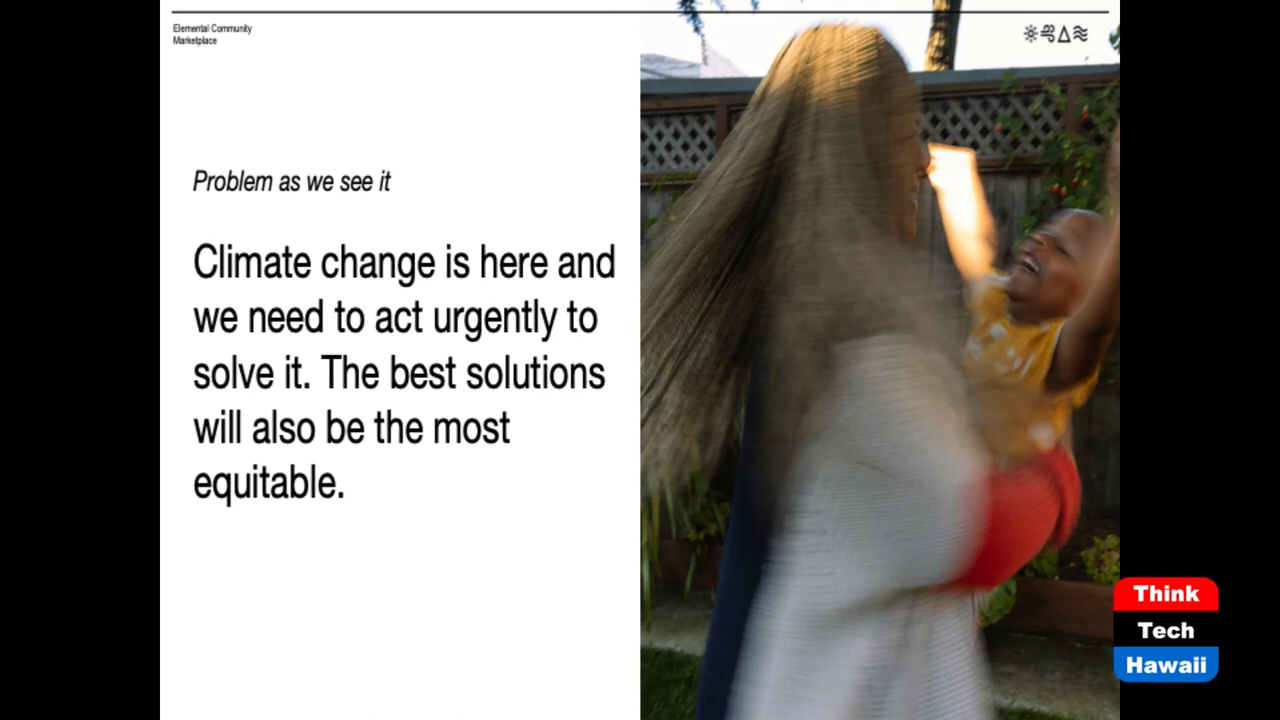 Elemental Community
Marketplace
Problem as we see it
Climate change is here and
we need to act urgently to
solve it. The best solutions
will also be the most
equitable.
Think
Tech
Hawaii